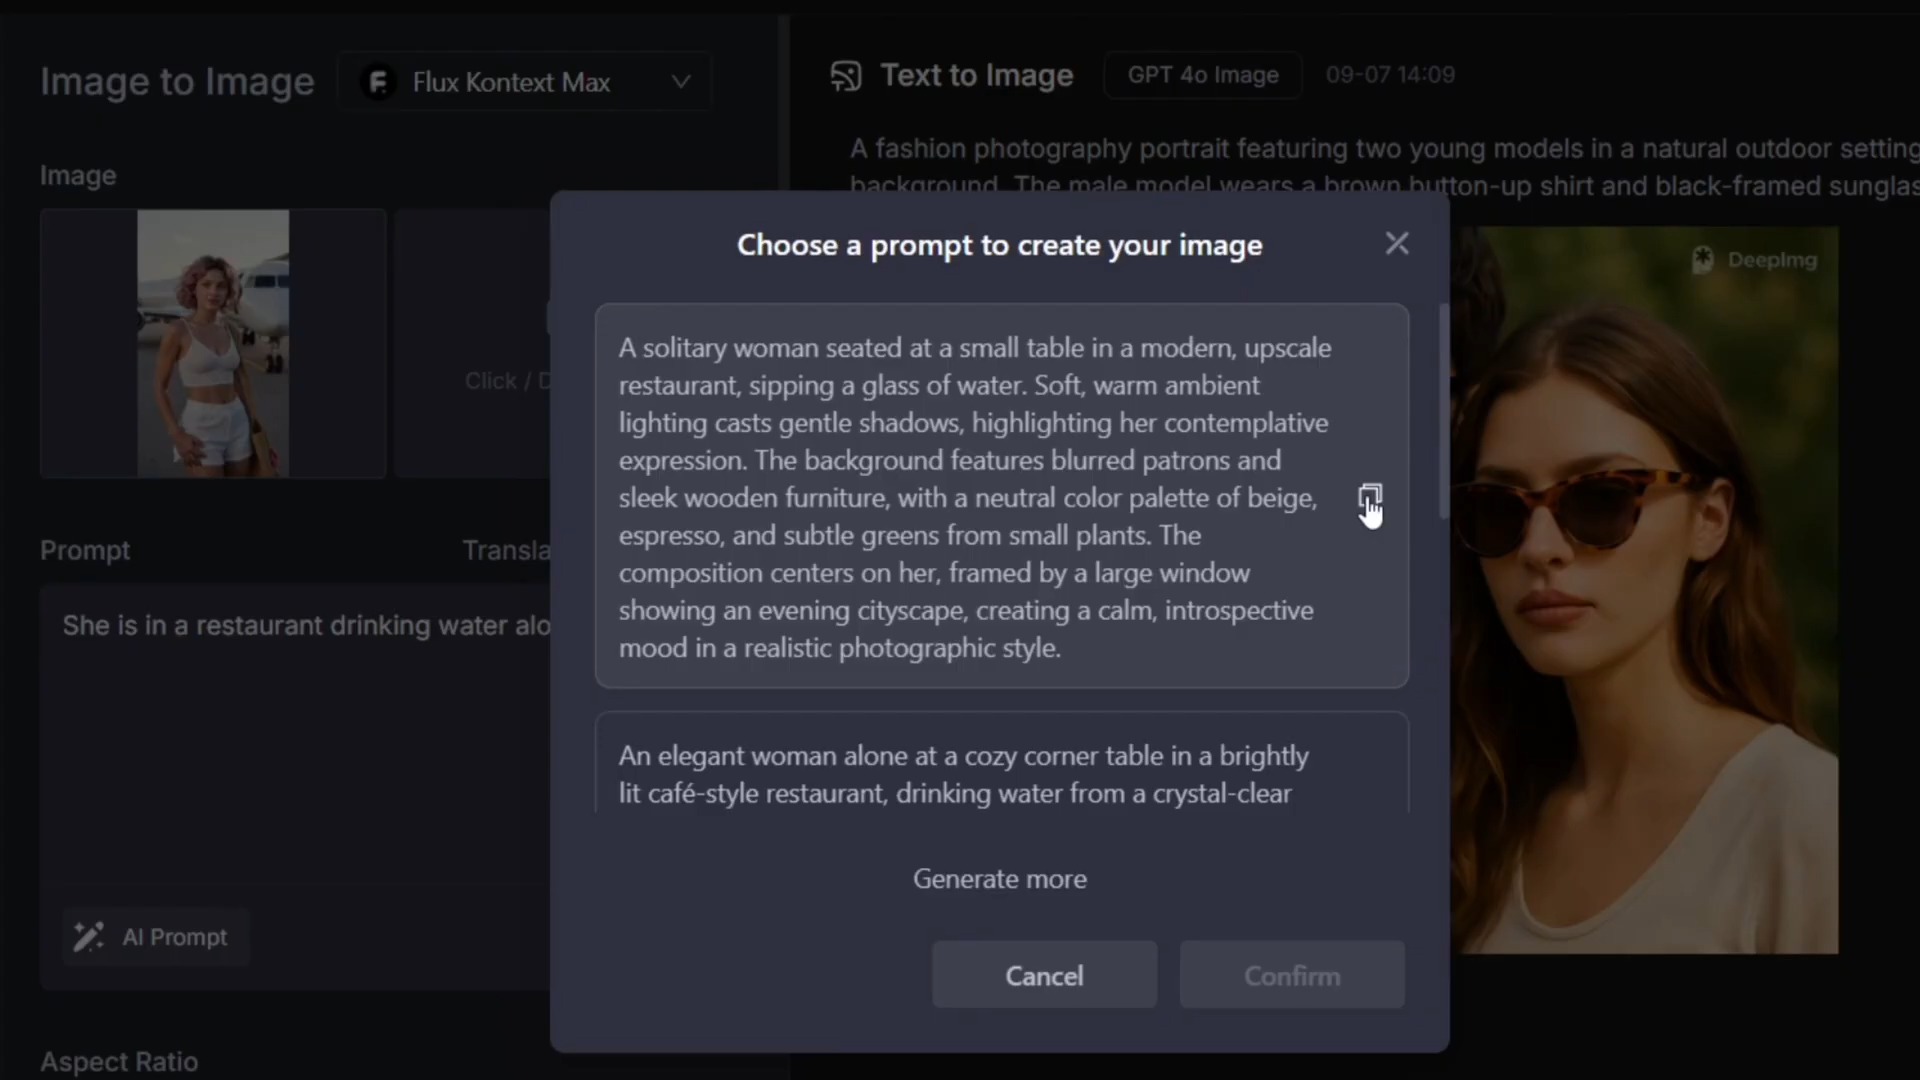 Image to Image
Flux Kontext Max
Image
Click / D
Prompt
Transla
She is in a restaurant drinking water alo
AI Prompt
Aspect Ratio
Text to Image
GPT 4o Image
09-07 14:09
A fashion photography portrait featuring two young models in a natural outdoor setting
background. The male model wears a brown button-up shirt and black-framed sunglas
DeepImg
Choose a prompt to create your image
A solitary woman seated at a small table in a modern, upscale
restaurant, sipping a glass of water. Soft, warm ambient
lighting casts gentle shadows, highlighting her contemplative
expression. The background features blurred patrons and
sleek wooden furniture, with a neutral color palette of beige,
espresso, and subtle greens from small plants. The
composition centers on her, framed by a large window
showing an evening cityscape, creating a calm, introspective
mood in a realistic photographic style.
An elegant woman alone at a cozy corner table in a brightly
lit café-style restaurant, drinking water from a crystal-clear
Generate more
Cancel
Confirm